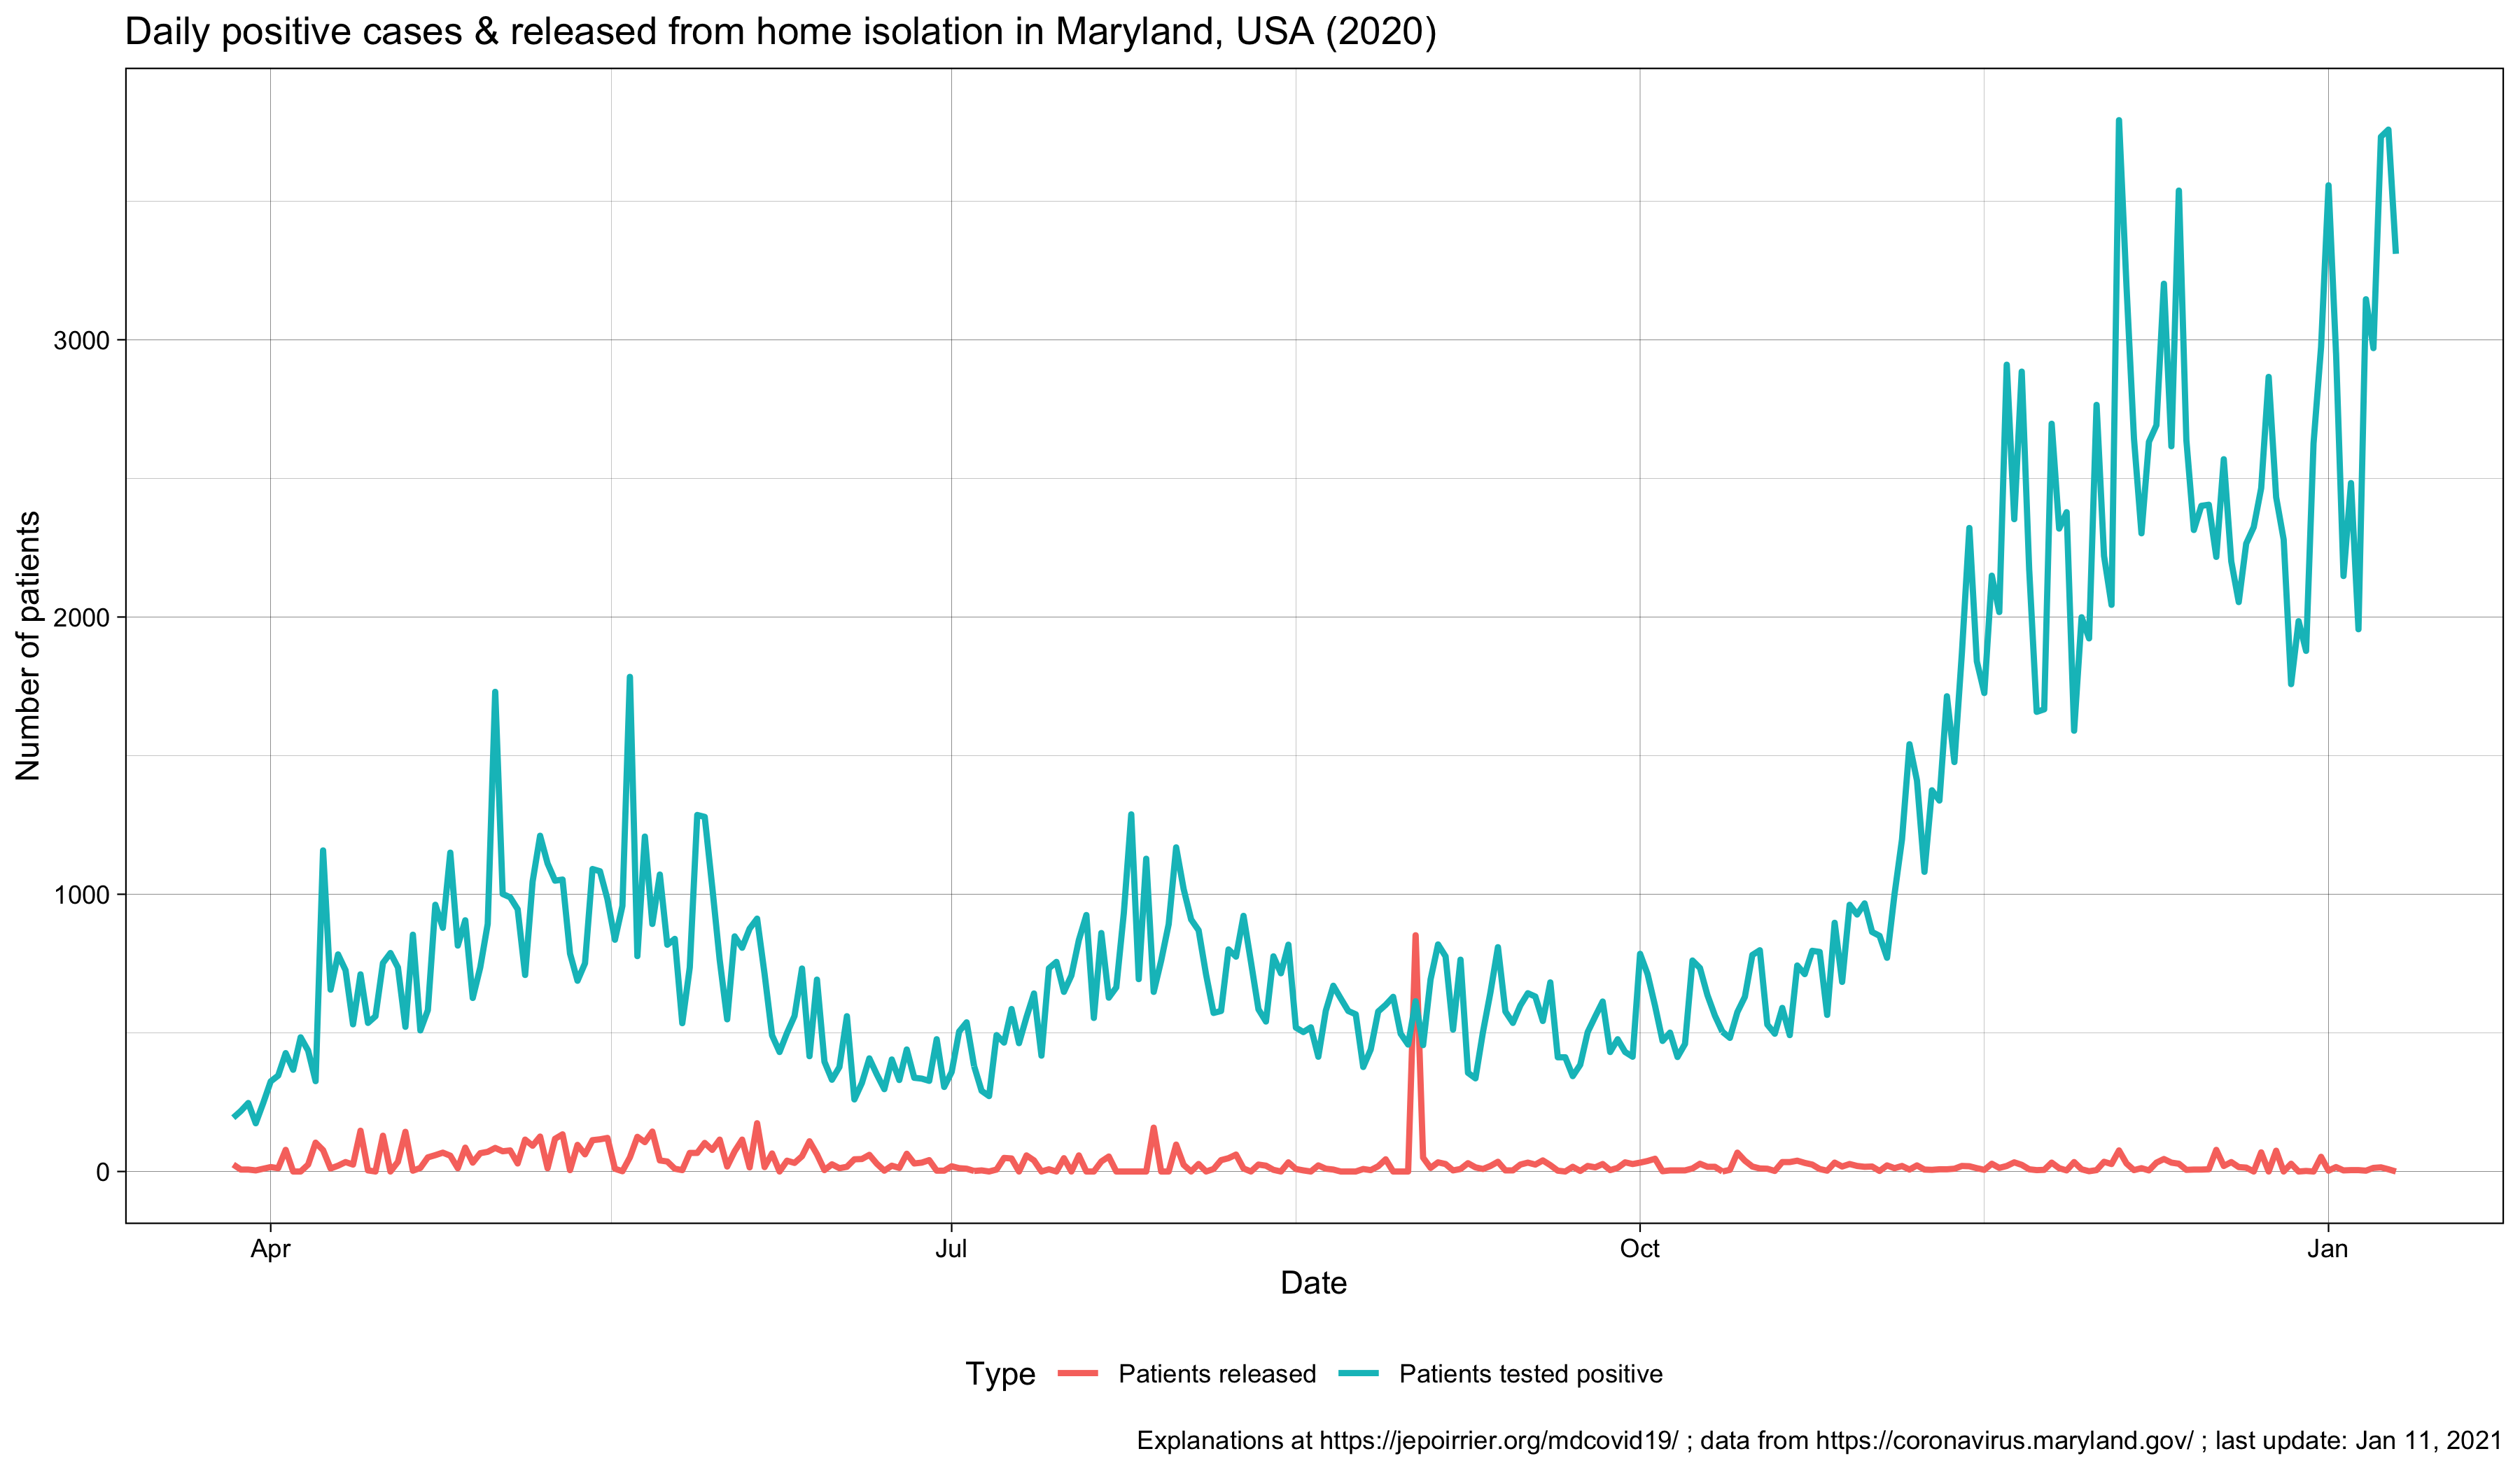 Daily positive cases & released from home isolation in Maryland, USA (2020)
Number of patients
3000
2000
1000
0
Apr
Jul
Oct
Jan
Date
Type
Patients released
Patients tested positive
Explanations at https://jepoirrier.org/mdcovid19/ ; data from https://coronavirus.maryland.gov/ ; last update: Jan 11, 2021